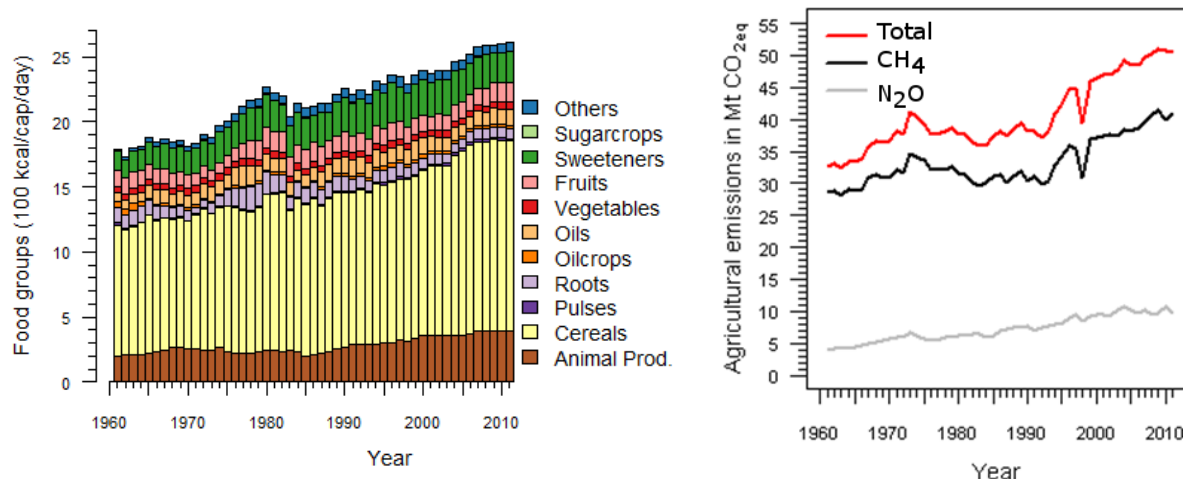 Food groups (100 kcal/cap/day)
25
20
15
10
5
0
1960 1970 1980 1990 2000 2010
Year
Others
Sugarcrops
Sweeteners
Fruits
Vegetables
Oils
Oilcrops
Roots
Pulses
Cereals
Animal Prod.
Agricultural emissions in Mt CO2eq
55
50
45
40
35
30
25
20
15
10
5
0
Total
CH4
N2O
1960 1970 1980 1990 2000 2010
Year